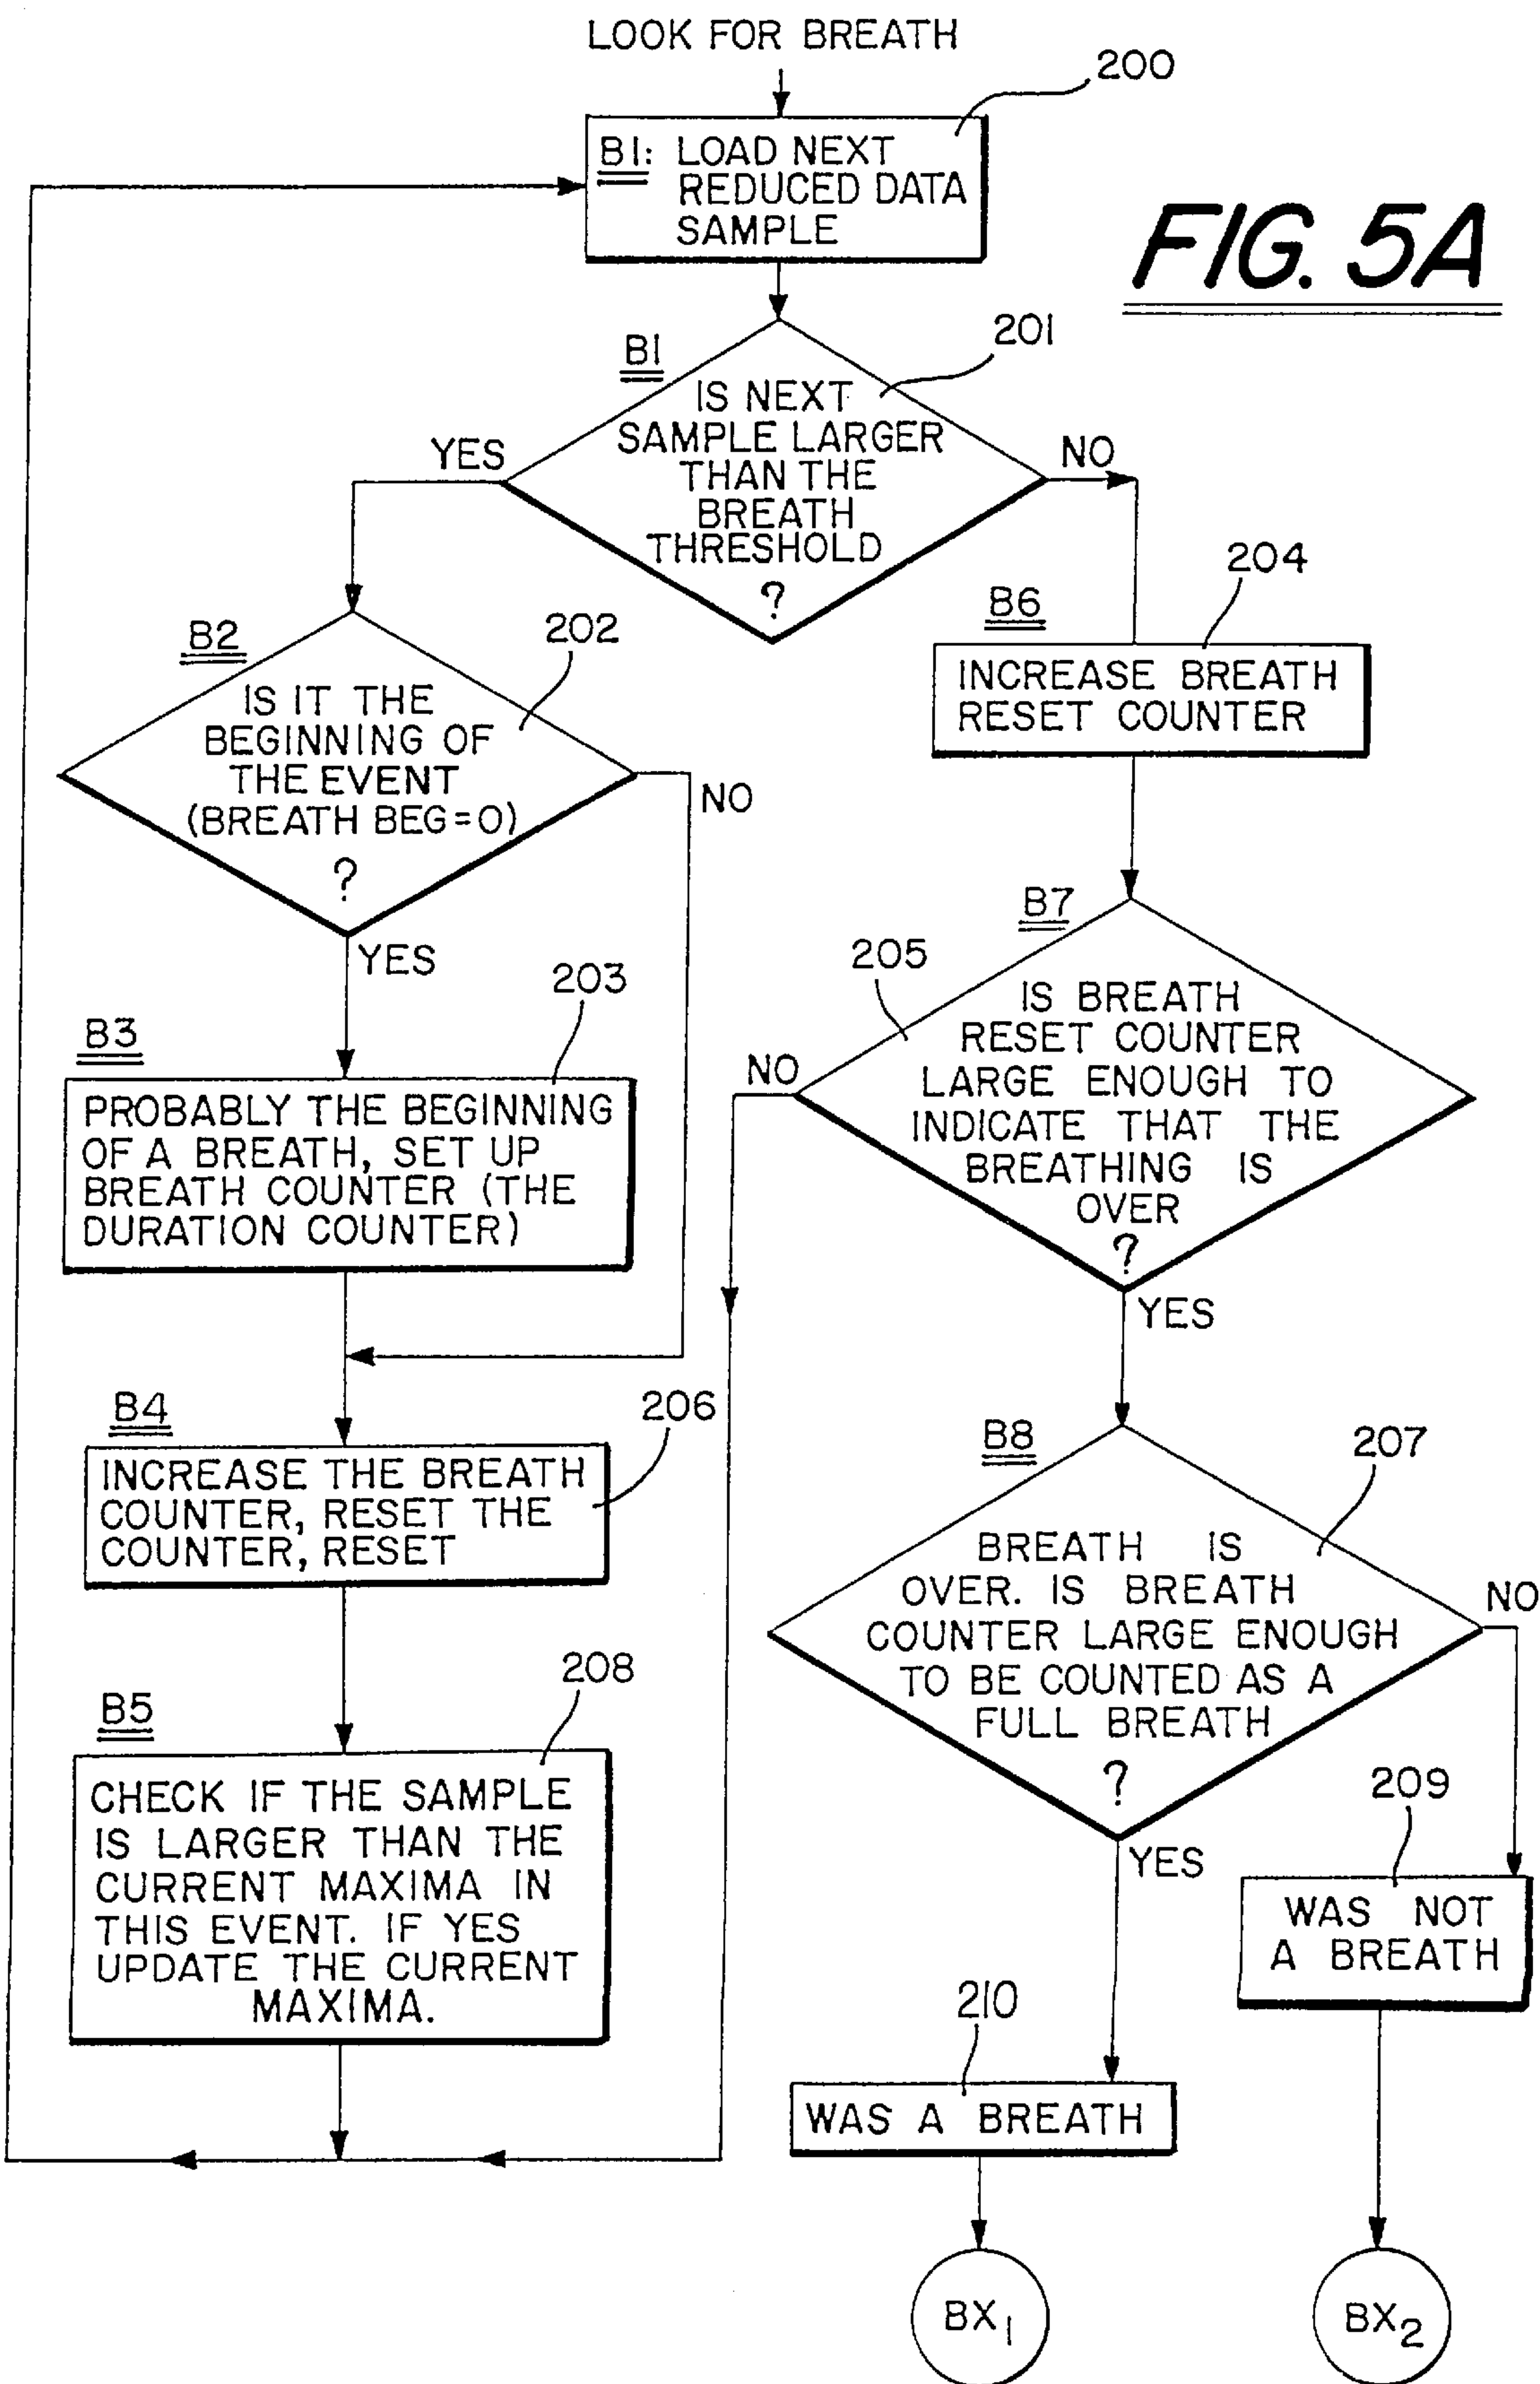 LOOK FOR BREATH
200
B1: LOAD NEXT
REDUCED DATA
SAMPLE
FIG. 5A
201
B1
IS NEXT
SAMPLE LARGER
THAN THE
BREATH
THRESHOLD
?
YES
NO
204
B6
INCREASE BREATH
RESET COUNTER
202
B2
IS IT THE
BEGINNING OF
THE EVENT
(BREATH BEG=0)
?
NO
YES
203
B3
PROBABLY THE BEGINNING
OF A BREATH, SET UP
BREATH COUNTER (THE
DURATION COUNTER)
B7
205
IS BREATH
RESET COUNTER
LARGE ENOUGH TO
INDICATE THAT THE
BREATHING IS
OVER
?
NO
YES
B4
206
INCREASE THE BREATH
COUNTER, RESET THE
COUNTER, RESET
B8
207
BREATH IS
OVER. IS BREATH
COUNTER LARGE ENOUGH
TO BE COUNTED AS A
FULL BREATH
?
NO
YES
208
B5
CHECK IF THE SAMPLE
IS LARGER THAN THE
CURRENT MAXIMA IN
THIS EVENT. IF YES
UPDATE THE CURRENT
MAXIMA.
209
WAS NOT
A BREATH
210
WAS A BREATH
BX1
BX2